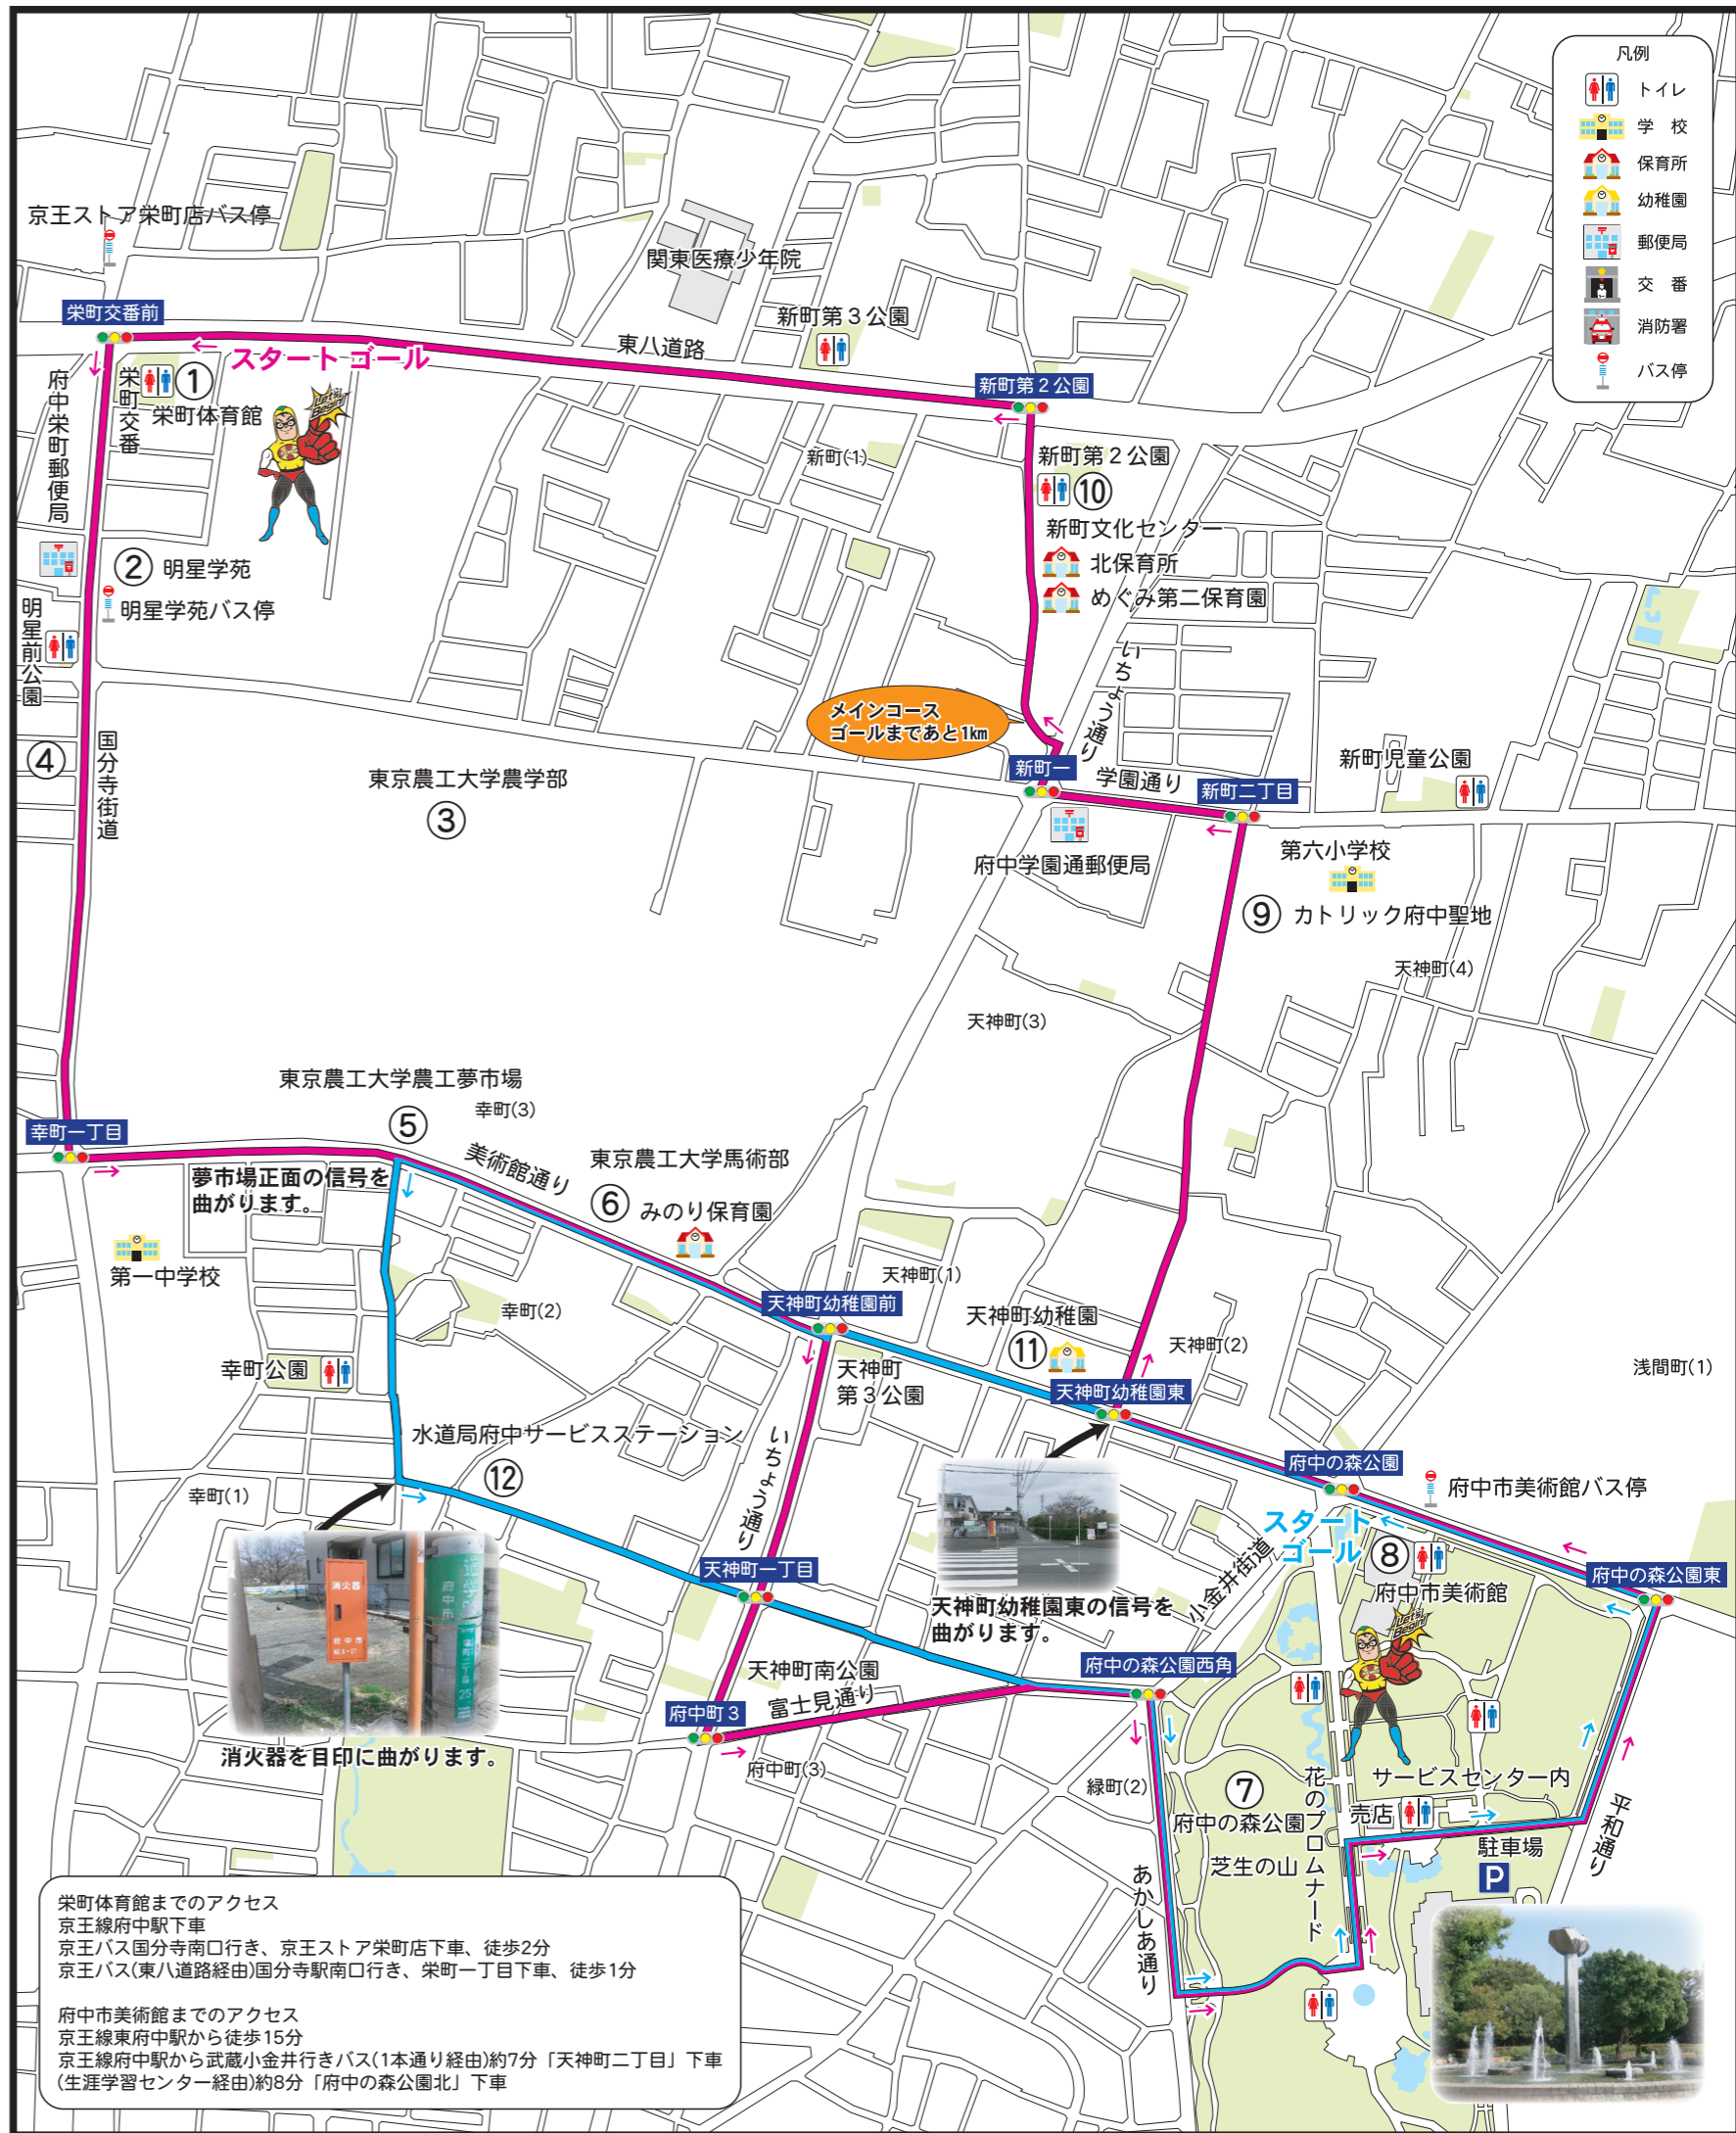 凡例
トイレ
学　校
保育所
幼稚園
郵便局
交　番
消防署
バス停
京王ストア栄町店バス停
栄町交番前
スタート ゴール
栄町交番
①
栄町体育館
Let's Begin!
府中栄町郵便局
関東医療少年院
新町第３公園
東八道路
新町第２公園
新町(1)
新町第２公園
⑩
新町文化センター
北保育所
めぐみ第二保育園
② 明星学苑
明星学苑バス停
明星前公園
④
国分寺街道
東京農工大学農学部
③
メインコース
ゴールまであと1km
いちょう通り
新町一
学園通り
新町二丁目
新町児童公園
府中学園通郵便局
第六小学校
⑨ カトリック府中聖地
天神町(4)
天神町(3)
東京農工大学農工夢市場
幸町(3)
⑤
幸町一丁目
夢市場正面の信号を
曲がります。
美術館通り
東京農工大学馬術部
⑥ みのり保育園
第一中学校
幸町(2)
天神町(1)
天神町幼稚園前
天神町幼稚園
⑪
天神町(2)
天神町幼稚園東
浅間町(1)
幸町公園
天神町
第３公園
水道局府中サービスステーション
⑫
いちょう通り
幸町(1)
府中の森公園
府中市美術館バス停
スタート
ゴール
⑧
府中市美術館
Let's Begin!
府中の森公園東
小金井街道
天神町幼稚園東の信号を
曲がります。
天神町一丁目
消火器
府中市
25
消火器を目印に曲がります。
天神町南公園
富士見通り
府中町３
府中町(3)
府中の森公園西角
緑町(2)
⑦
府中の森公園
芝生の山
花のプロムナード
サービスセンター内
売店
駐車場
P
平和通り
あかしあ通り
栄町体育館までのアクセス
京王線府中駅下車
京王バス国分寺南口行き、京王ストア栄町店下車、徒歩2分
京王バス(東八道路経由)国分寺駅南口行き、栄町一丁目下車、徒歩1分
府中市美術館までのアクセス
京王線東府中駅から徒歩15分
京王線府中駅から武蔵小金井行きバス(1本通り経由)約7分「天神町二丁目」下車
(生涯学習センター経由)約8分「府中の森公園北」下車